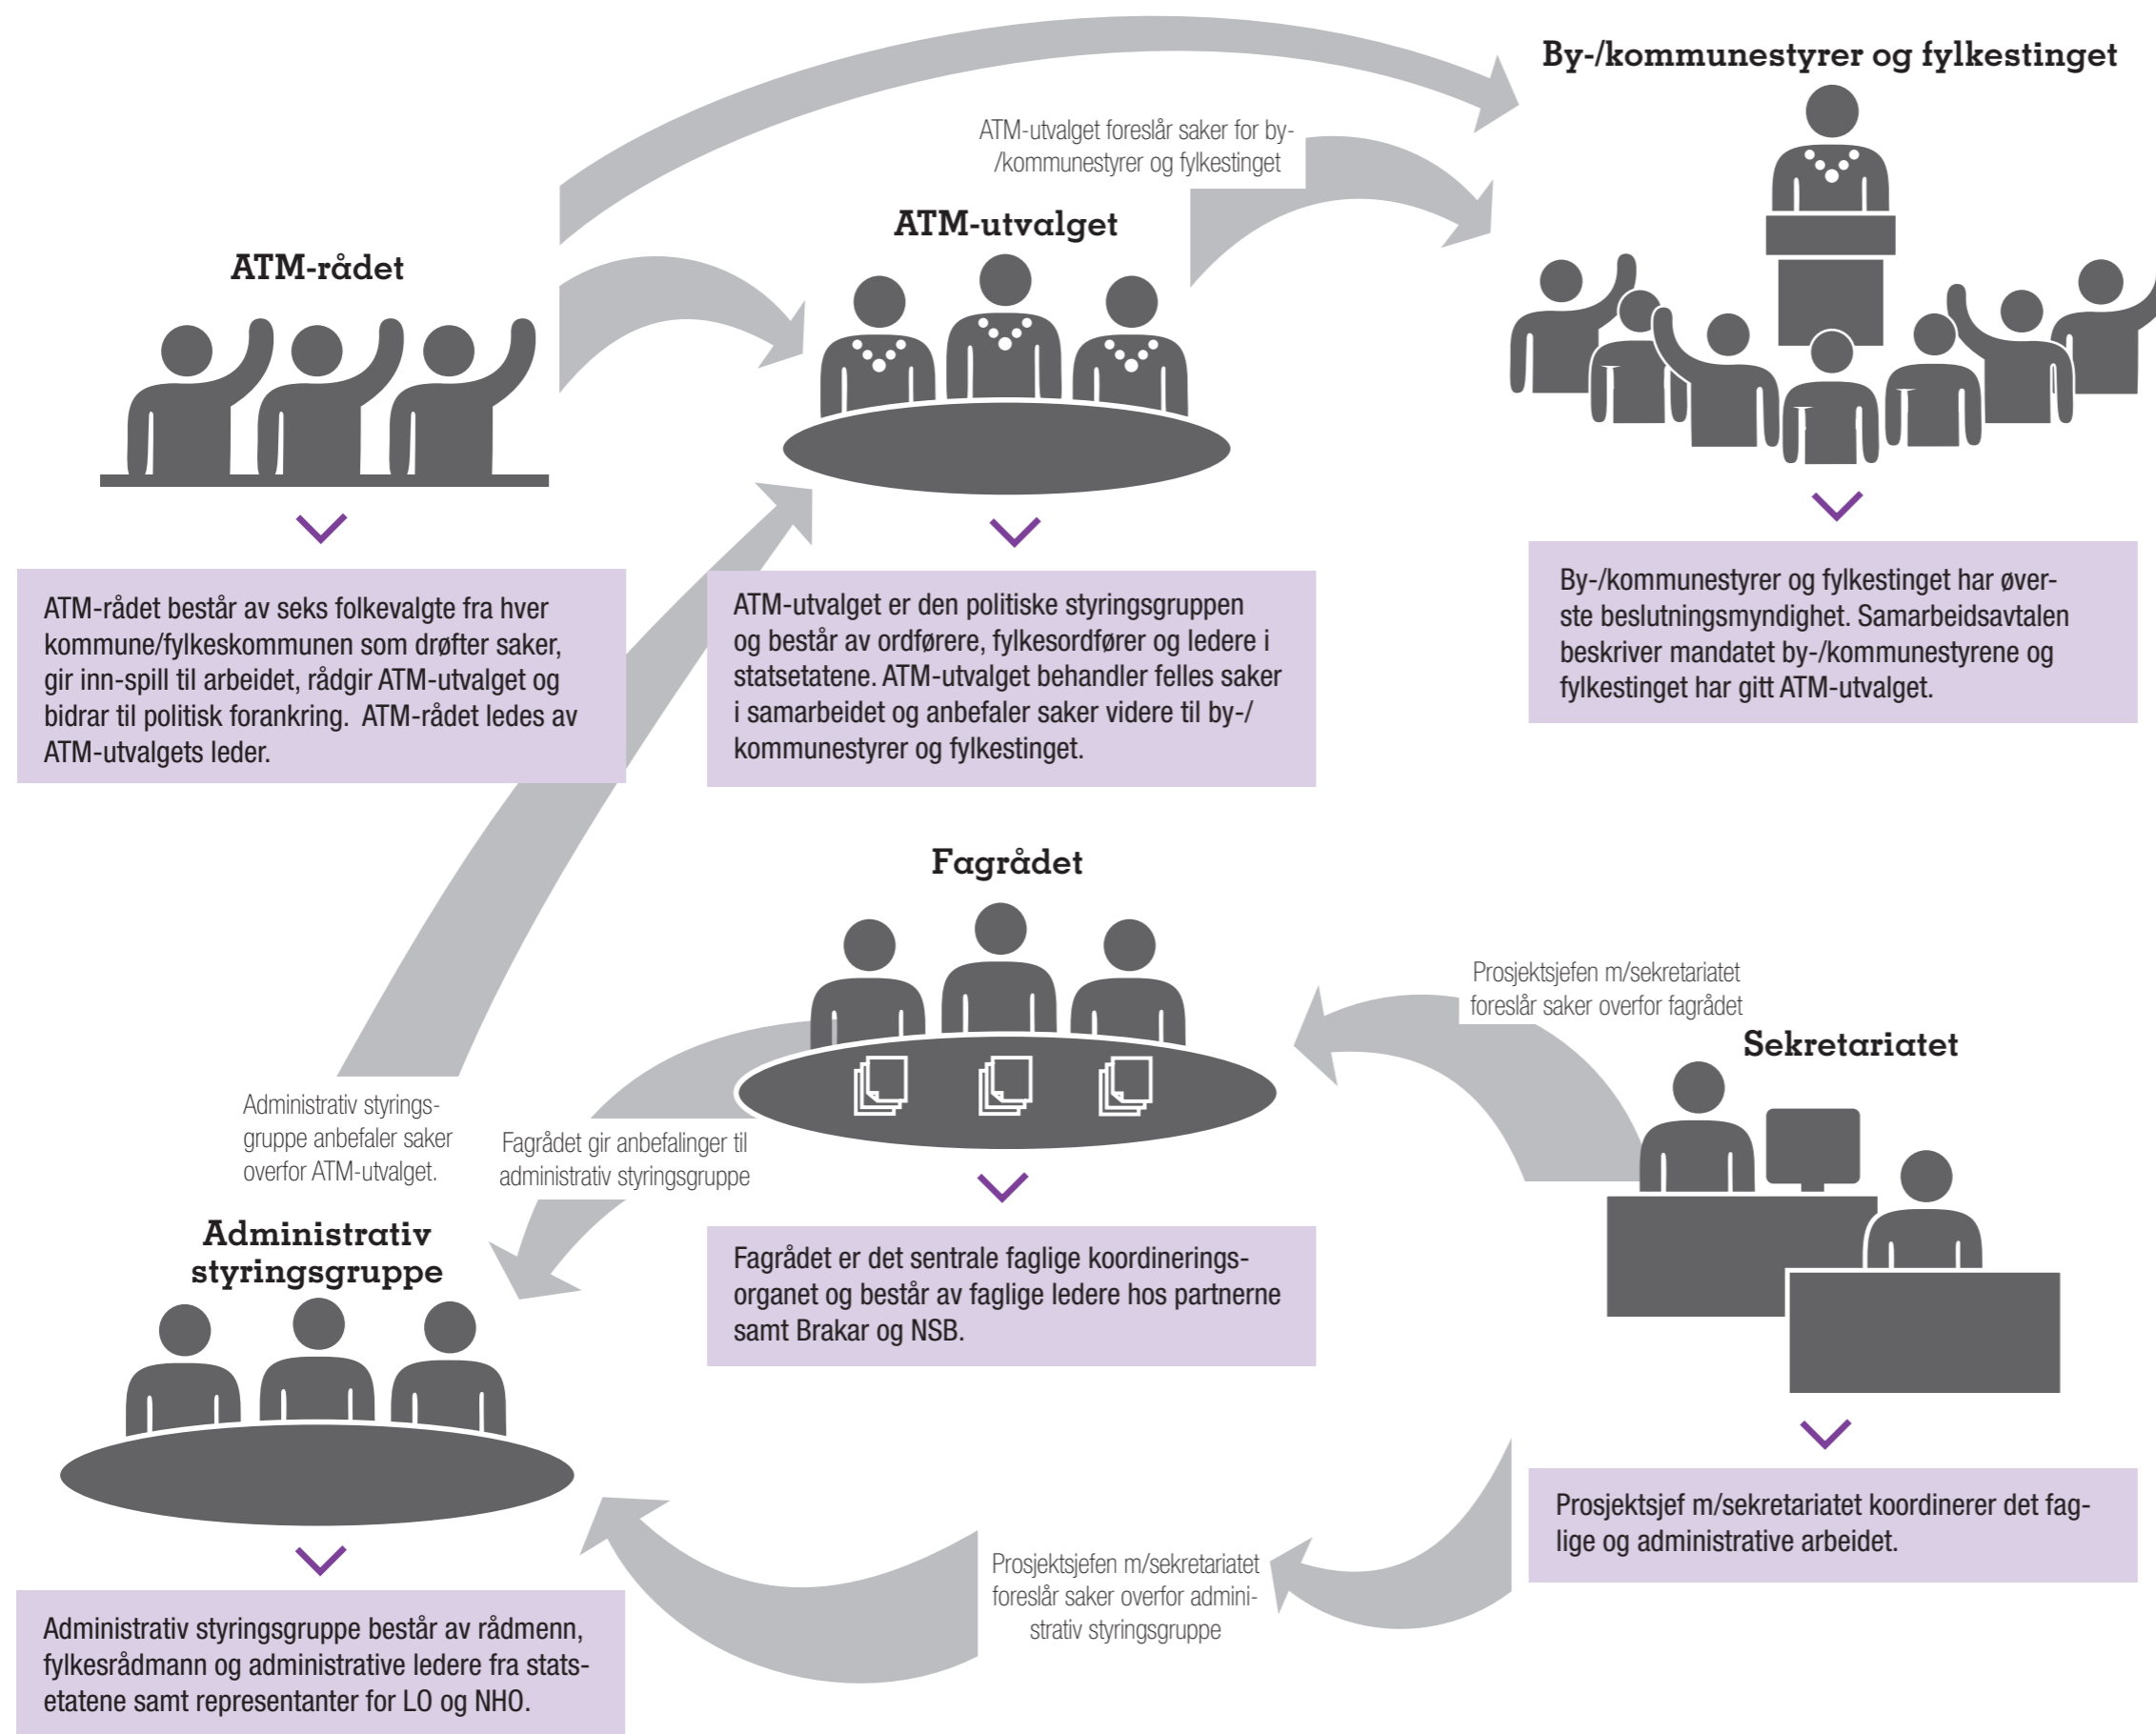 By-/kommunestyrer og fylkestinget
ATM-utvalget foreslår saker for by-
/kommunestyrer og fylkestinget
ATM-utvalget
ATM-rådet
ATM-rådet består av seks folkevalgte fra hver
kommune/fylkeskommunen som drøfter saker,
gir inn-spill til arbeidet, rådgir ATM-utvalget og
bidrar til politisk forankring.  ATM-rådet ledes av
ATM-utvalgets leder.
ATM-utvalget er den politiske styringsgruppen
og består av ordførere, fylkesordfører og ledere i
statsetatene. ATM-utvalget behandler felles saker
i samarbeidet og anbefaler saker videre til by-/
kommunestyrer og fylkestinget.
By-/kommunestyrer og fylkestinget har øver-
ste beslutningsmyndighet. Samarbeidsavtalen
beskriver mandatet by-/kommunestyrene og
fylkestinget har gitt ATM-utvalget.
Fagrådet
Prosjektsjefen m/sekretariatet
foreslår saker overfor fagrådet
Sekretariatet
Administrativ styrings-
gruppe anbefaler saker
overfor ATM-utvalget.
Fagrådet gir anbefalinger til
administrativ styringsgruppe
Administrativ
styringsgruppe
Fagrådet er det sentrale faglige koordinerings-
organet og består av faglige ledere hos partnerne
samt Brakar og NSB.
Prosjektsjef m/sekretariatet koordinerer det fag-
lige og administrative arbeidet.
Prosjektsjefen m/sekretariatet
foreslår saker overfor admini-
strativ styringsgruppe
Administrativ styringsgruppe består av rådmenn,
fylkesrådmann og administrative ledere fra stats-
etatene samt representanter for LO og NHO.